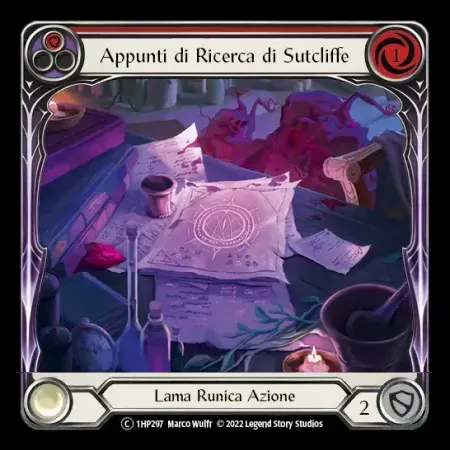 Appunti di Ricerca di Sutcliffe
1
Lama Runica Azione
2
C 1HP297 Marco Wulfr © 2022 Legend Story Studios